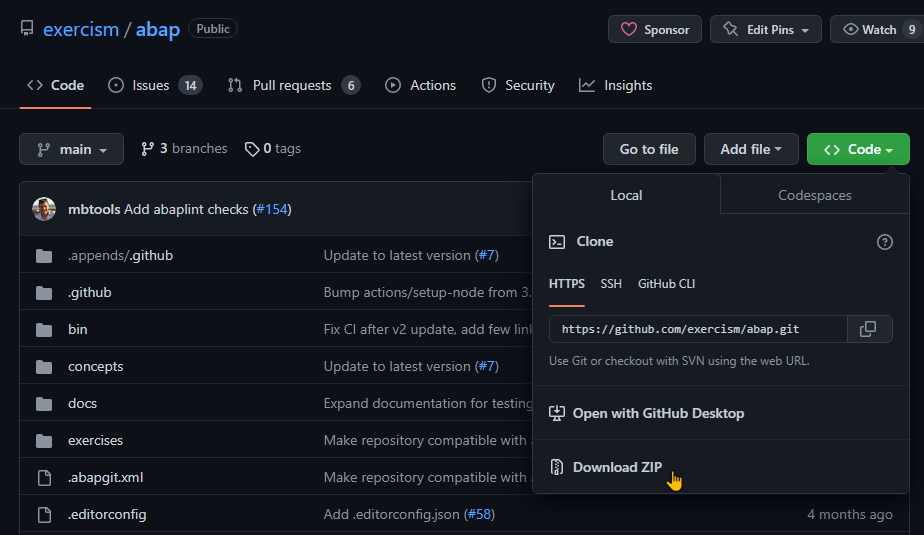 exercism / abap Public Sponsor Edit Pins Watch 9
<> Code Issues 14 Pull requests 6 Actions Security Insights
main 3 branches 0 tags Go to file Add file <> Code
mbtools Add abaplint checks (#154)
.appends/.github Update to latest version (#7)
.github Bump actions/setup-node from 3.
bin Fix CI after v2 update, add few lin
concepts Update to latest version (#7)
docs Expand documentation for testing
exercises Make repository compatible with
.abapgit.xml Make repository compatible with
.editorconfig Add .editorconfig.json (#58) 4 months ago
Local Codespaces
Clone
HTTPS SSH GitHub CLI
https://github.com/exercism/abap.git
Use Git or checkout with SVN using the web URL.
Open with GitHub Desktop
Download ZIP